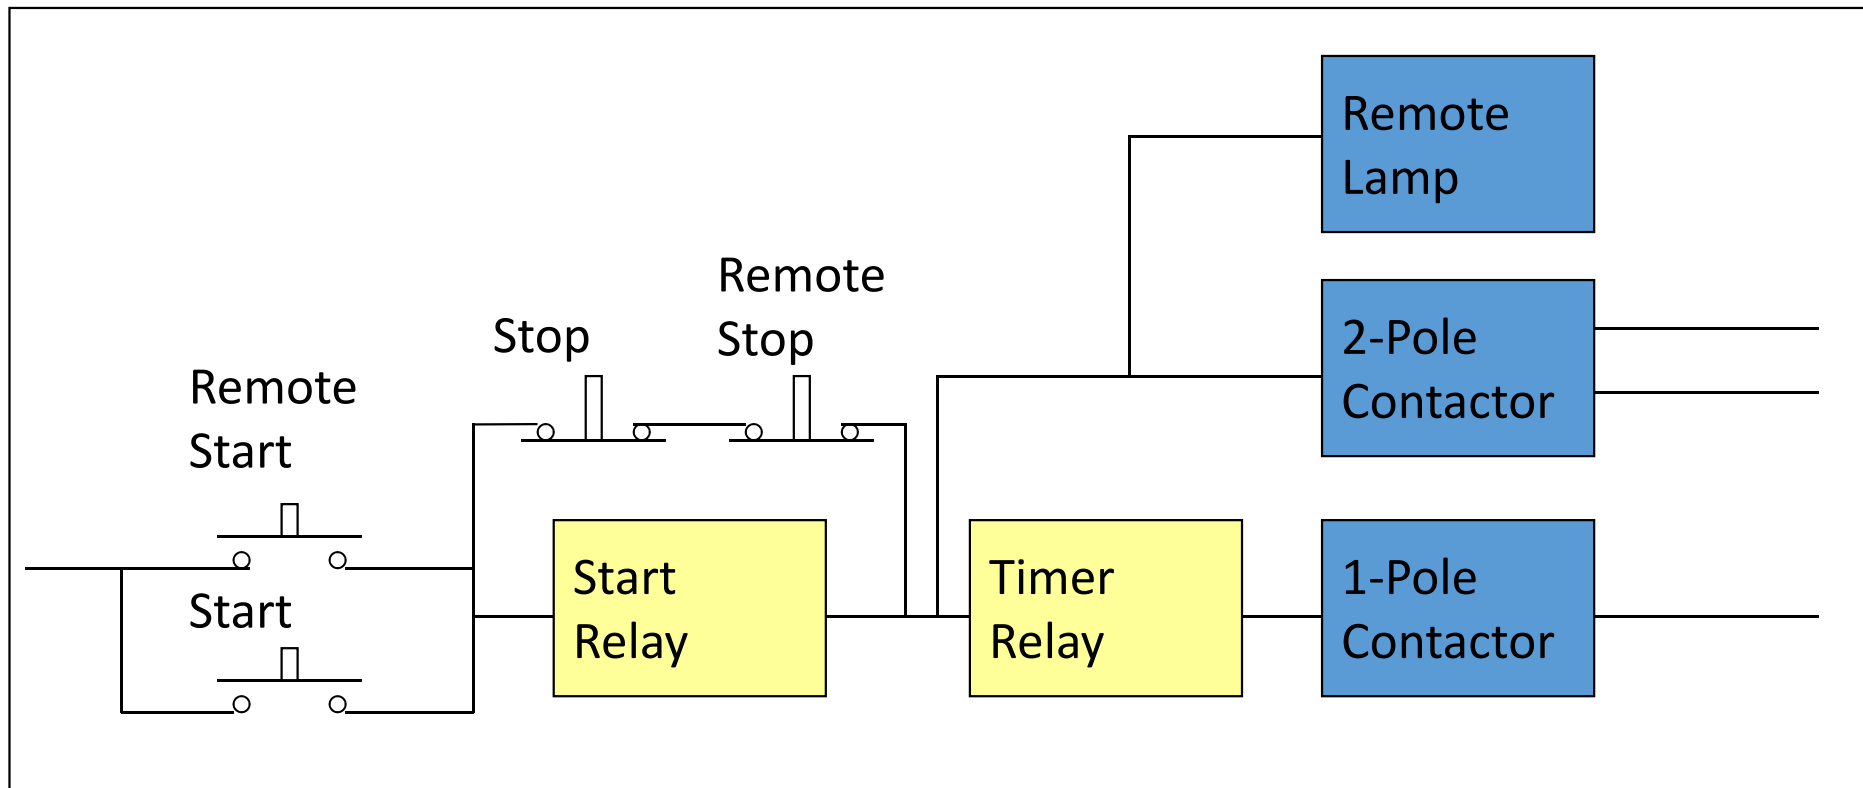 Remote
Lamp
Remote
Stop
Stop
2-Pole
Contactor
Remote
Start
Start
Start
Relay
Timer
Relay
1-Pole
Contactor